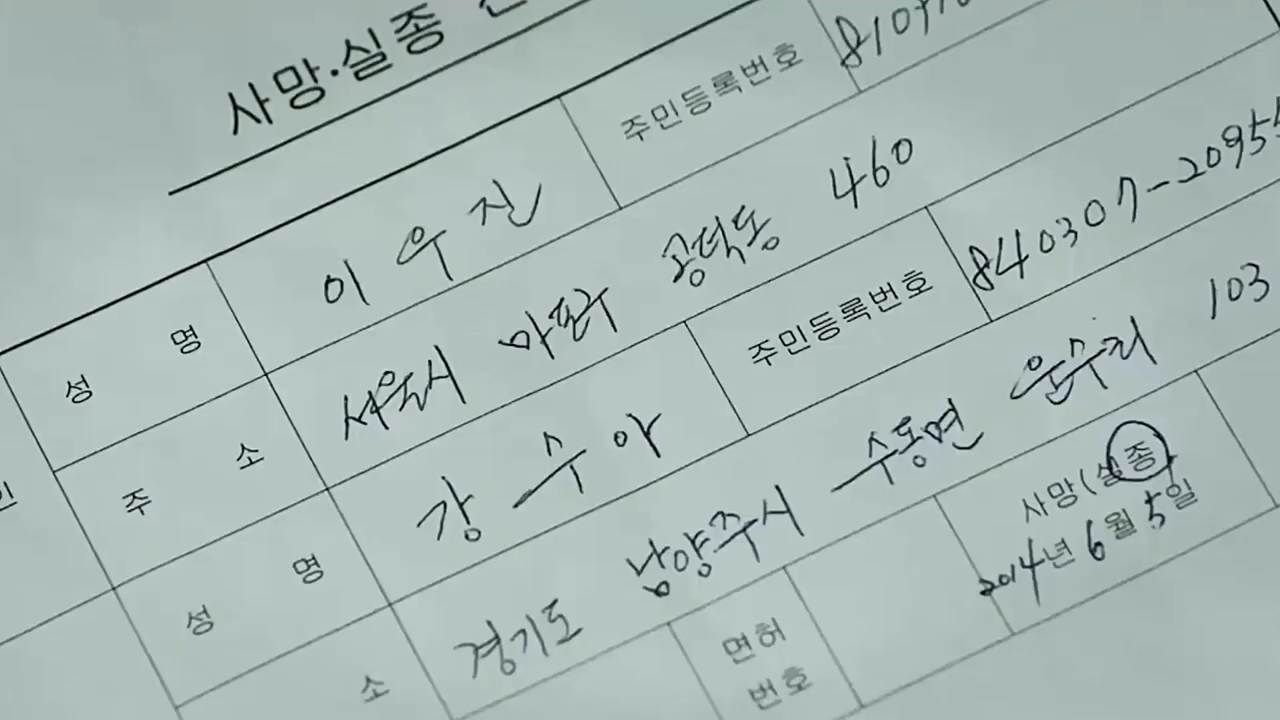 사망·실종
성 명 이우진 주민등록번호
주 소 서울시 마포구 공덕동 460
성 명 강수아 주민등록번호 840307-2095
소 경기도 남양주시 수동면 운수리 103
면허번호 사망(실종)
2014년 6월 5일